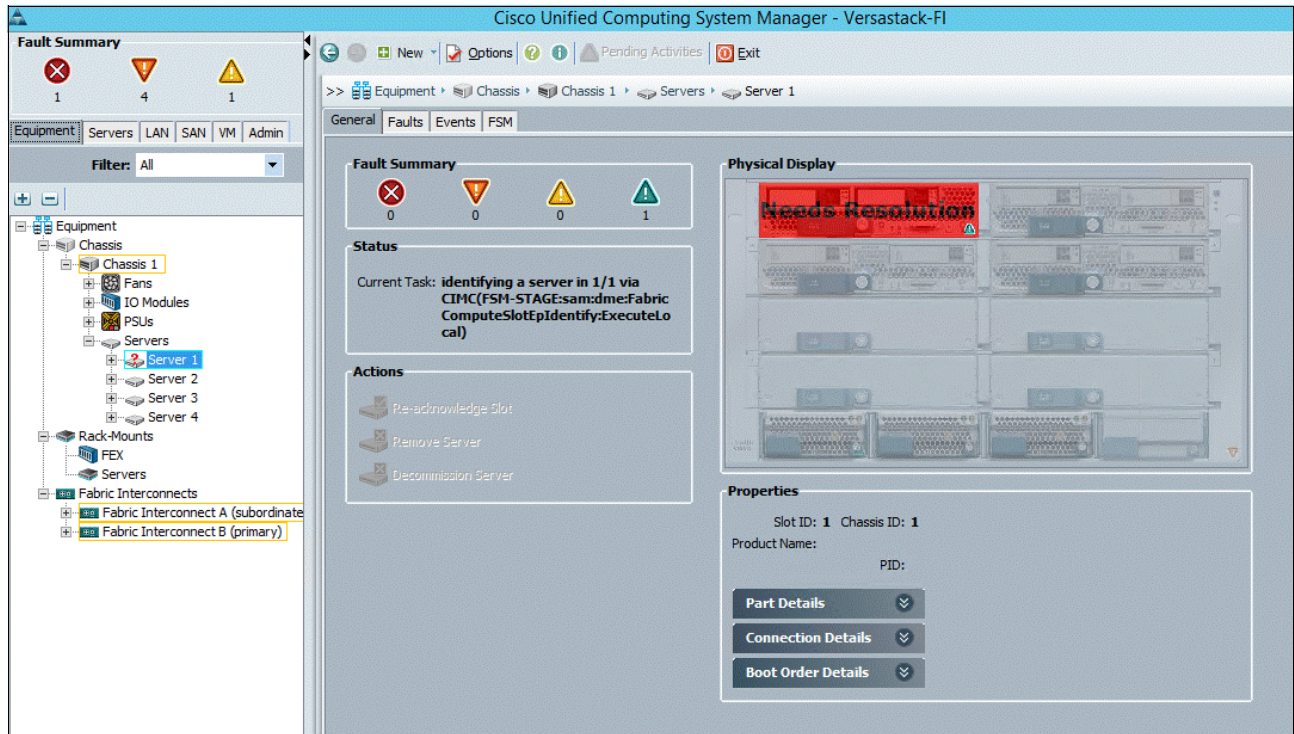 Cisco Unified Computing System Manager - Versastack-FI
Fault Summary
1 4 1
Equipment Servers LAN SAN VM Admin
Filter: All
Equipment
Chassis
Chassis 1
Fans
IO Modules
PSUs
Servers
Server 1
Server 2
Server 3
Server 4
Rack-Mounts
FEX
Servers
Fabric Interconnects
Fabric Interconnect A (subordinate
Fabric Interconnect B (primary)
New Options Pending Activities Exit
>> Equipment Chassis Chassis 1 Servers Server 1
General Faults Events FSM
Fault Summary
0 0 0 1
Status
Current Task: identifying a server in 1/1 via
CIMC(FSM-STAGE:sam:dme:Fabric
ComputeSlotEpIdentify:ExecuteLo
cal)
Actions
Re-acknowledge Slot
Remove Server
Decommission Server
Physical Display
Needs Resolution
Properties
Slot ID: 1 Chassis ID: 1
Product Name:
PID:
Part Details
Connection Details
Boot Order Details